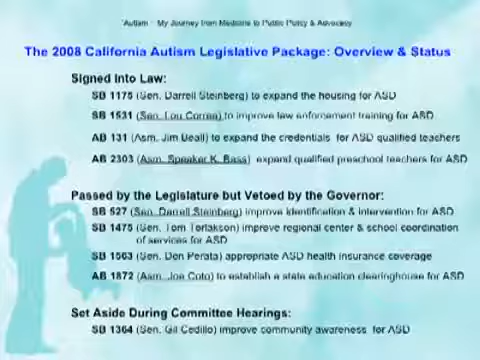 "Autism - My Journey from Medicine to Public Policy & Advocacy
The 2008 California Autism Legislative Package: Overview & Status
Signed Into Law:
SB 1175 (Sen. Darrell Steinberg) to expand the housing for ASD
SB 1531 (Sen. Lou Correa) to improve law enforcement training for ASD
AB 131 (Asm. Jim Beall) to expand the credentials for ASD qualified teachers
AB 2303 (Asm. Speaker K. Bass) expand qualified preschool teachers for ASD
Passed by the Legislature but Vetoed by the Governor:
SB 527 (Sen. Darrell Steinberg) improve identification & intervention for ASD
SB 1475 (Sen. Tom Torlakson) improve regional center & school coordination
of services for ASD
SB 1563 (Sen. Don Perata) appropriate ASD health insurance coverage
AB 1872 (Asm. Joe Coto) to establish a state education clearinghouse for ASD
Set Aside During Committee Hearings:
SB 1364 (Sen. Gil Cedillo) improve community awareness for ASD